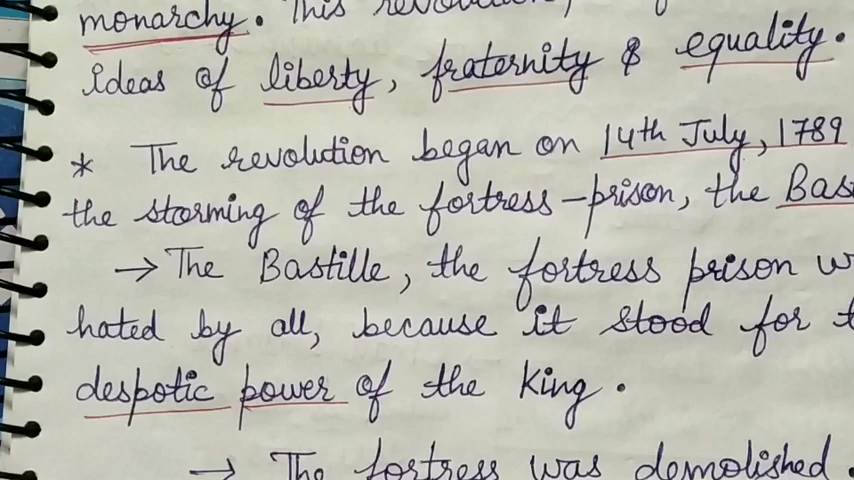 monarchy. This
ideas of liberty, fraternity & equality.
* The revolution began on 14th July, 1789
the storming of the fortress-prison, the Bas
→ The Bastille, the fortress prison w
hated by all, because it stood for t
despotic power of the King.
→ The fortress was demolished.